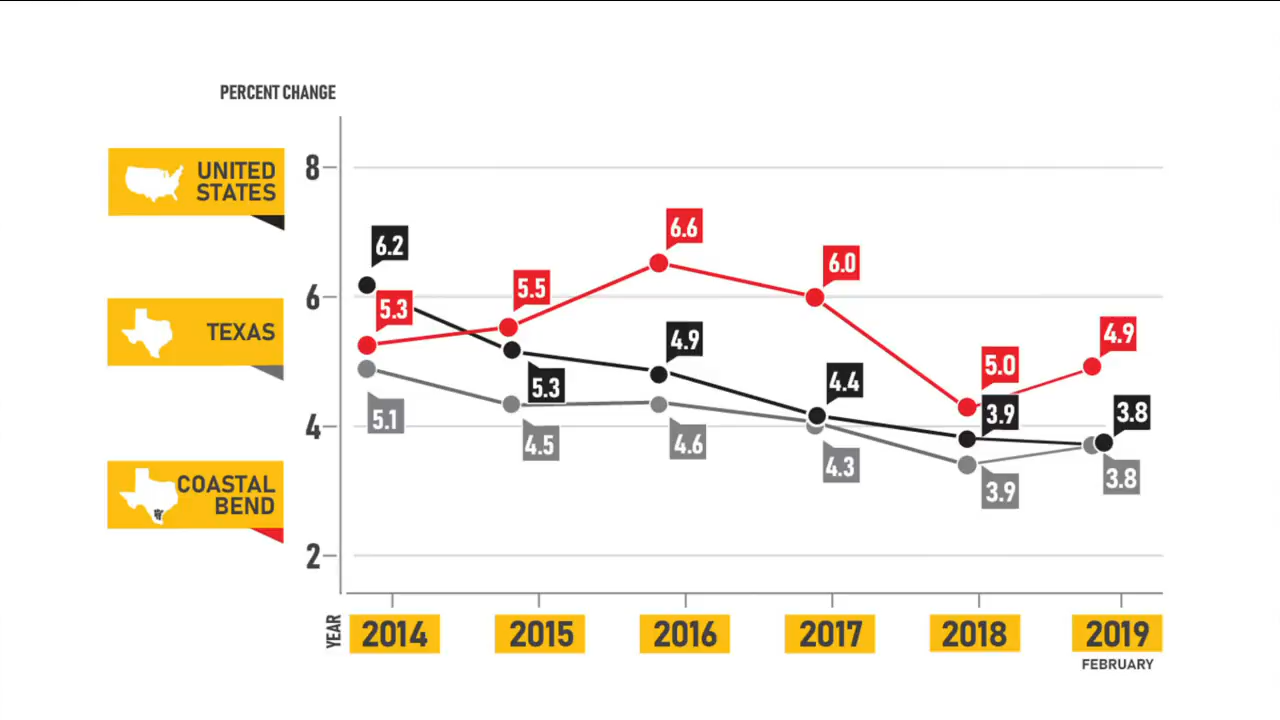 PERCENT CHANGE
UNITED
STATES
TEXAS
COASTAL
BEND
8
6
4
2
6.2
5.3
4.9
4.4
3.9
3.8
5.3
5.5
6.6
6.0
5.0
4.9
5.1
4.5
4.6
4.3
3.9
3.8
YEAR
2014 2015 2016 2017 2018 2019
FEBRUARY